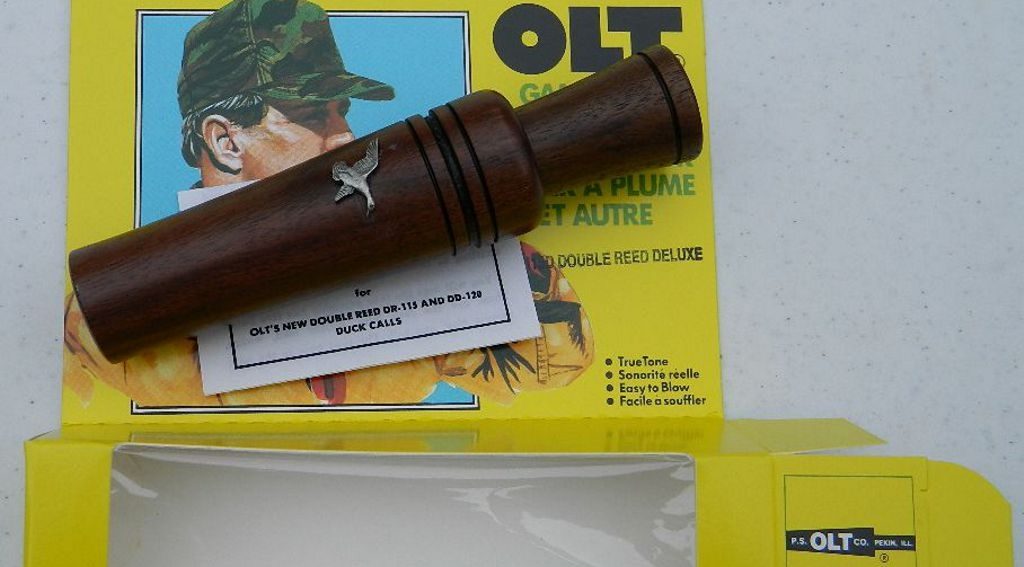 OLT
A PLUME
ET AUTRE
DOUBLE REED DELUXE
for
OLT'S NEW DOUBLE REED DR-115 AND DD-120
DUCK CALLS
• TrueTone
• Sonorité réelle
• Easy to Blow
• Facile a souffler
P.S. OLT CO. PEKIN, ILL.
®